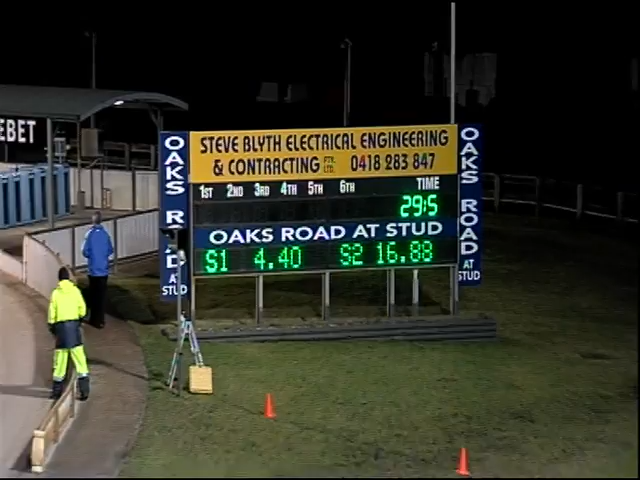 EBET
STEVE BLYTH ELECTRICAL ENGINEERING
& CONTRACTING PTY. LTD. 0418 283 847
1ST 2ND 3RD 4TH 5TH 6TH TIME
29:5
OAKS ROAD AT STUD
S1 4.40 S2 16.88
OAKS
R
D
AT
STUD
OAKS
ROAD
AT
STUD